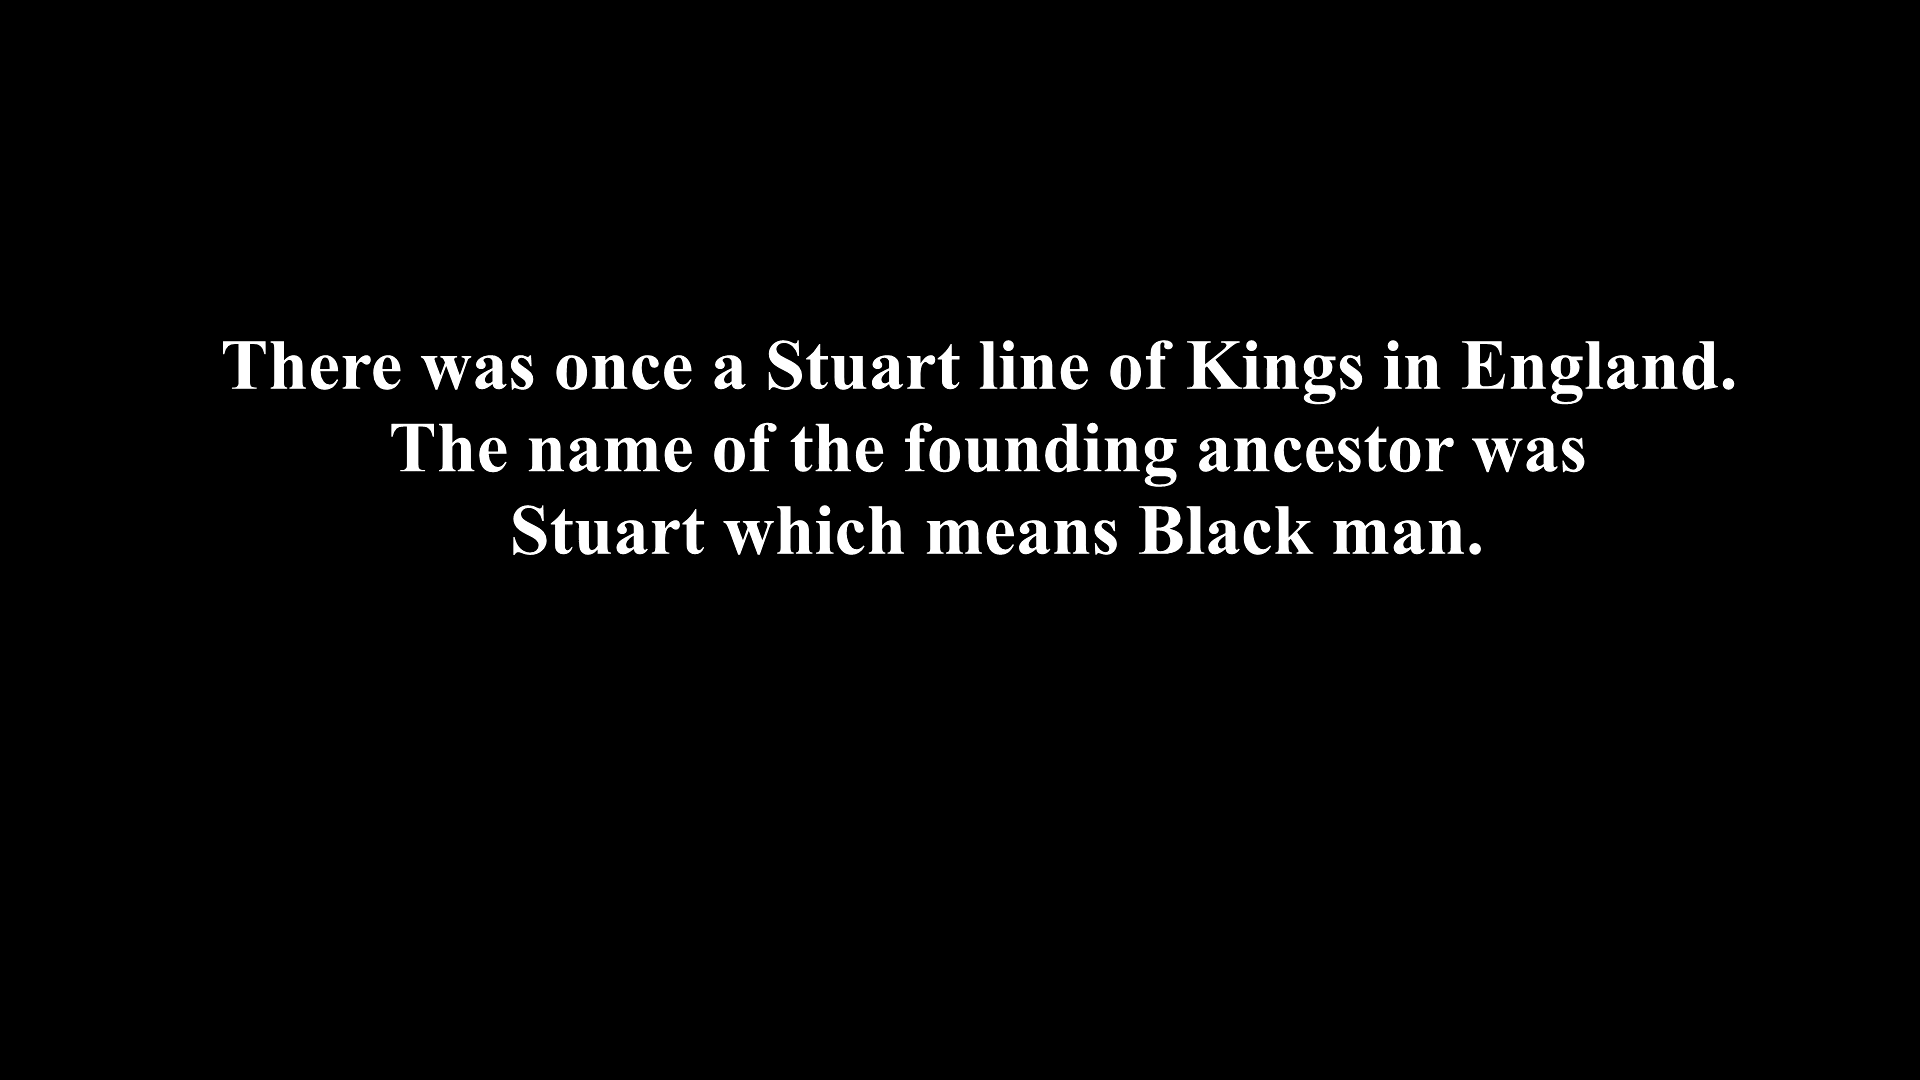 There was once a Stuart line of Kings in England.
The name of the founding ancestor was
Stuart which means Black man.